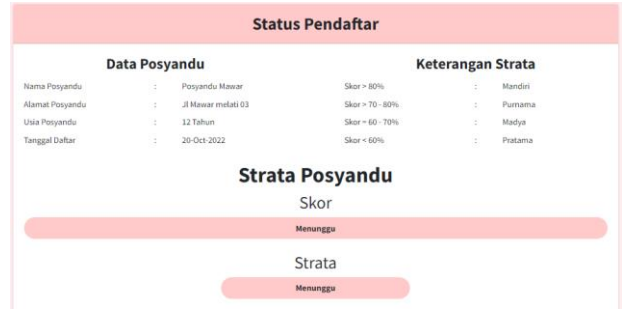 Status Pendaftar
Data Posyandu
Nama Posyandu : Posyandu Mawar
Alamat Posyandu : Jl Mawar melati 03
Usia Posyandu : 12 Tahun
Tanggal Daftar : 20-Oct-2022
Keterangan Strata
Skor > 80% : Mandiri
Skor > 70 - 80% : Purnama
Skor = 60 - 70% : Madya
Skor < 60% : Pratama
Strata Posyandu
Skor
Menunggu
Strata
Menunggu